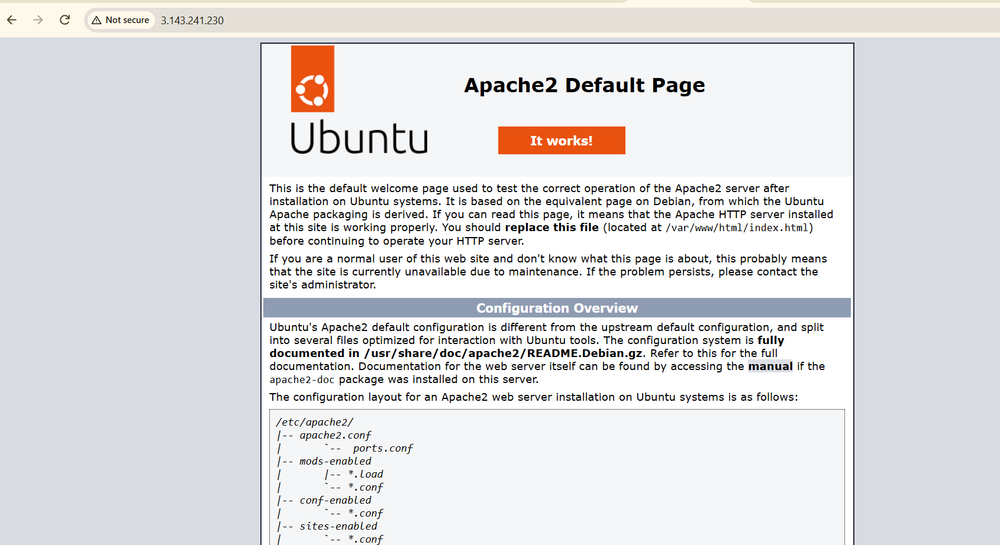 Not secure 3.143.241.230
Apache2 Default Page
Ubuntu
It works!
This is the default welcome page used to test the correct operation of the Apache2 server after
installation on Ubuntu systems. It is based on the equivalent page on Debian, from which the Ubuntu
Apache packaging is derived. If you can read this page, it means that the Apache HTTP server installed
at this site is working properly. You should replace this file (located at /var/www/html/index.html)
before continuing to operate your HTTP server.
If you are a normal user of this web site and don't know what this page is about, this probably means
that the site is currently unavailable due to maintenance. If the problem persists, please contact the
site's administrator.
Configuration Overview
Ubuntu's Apache2 default configuration is different from the upstream default configuration, and split
into several files optimized for interaction with Ubuntu tools. The configuration system is fully
documented in /usr/share/doc/apache2/README.Debian.gz. Refer to this for the full
documentation. Documentation for the web server itself can be found by accessing the manual if the
apache2-doc package was installed on this server.
The configuration layout for an Apache2 web server installation on Ubuntu systems is as follows:
/etc/apache2/
|-- apache2.conf
|       `--  ports.conf
|-- mods-enabled
|       |-- *.load
|       `-- *.conf
|-- conf-enabled
|       `-- *.conf
|-- sites-enabled
|       `-- *.conf